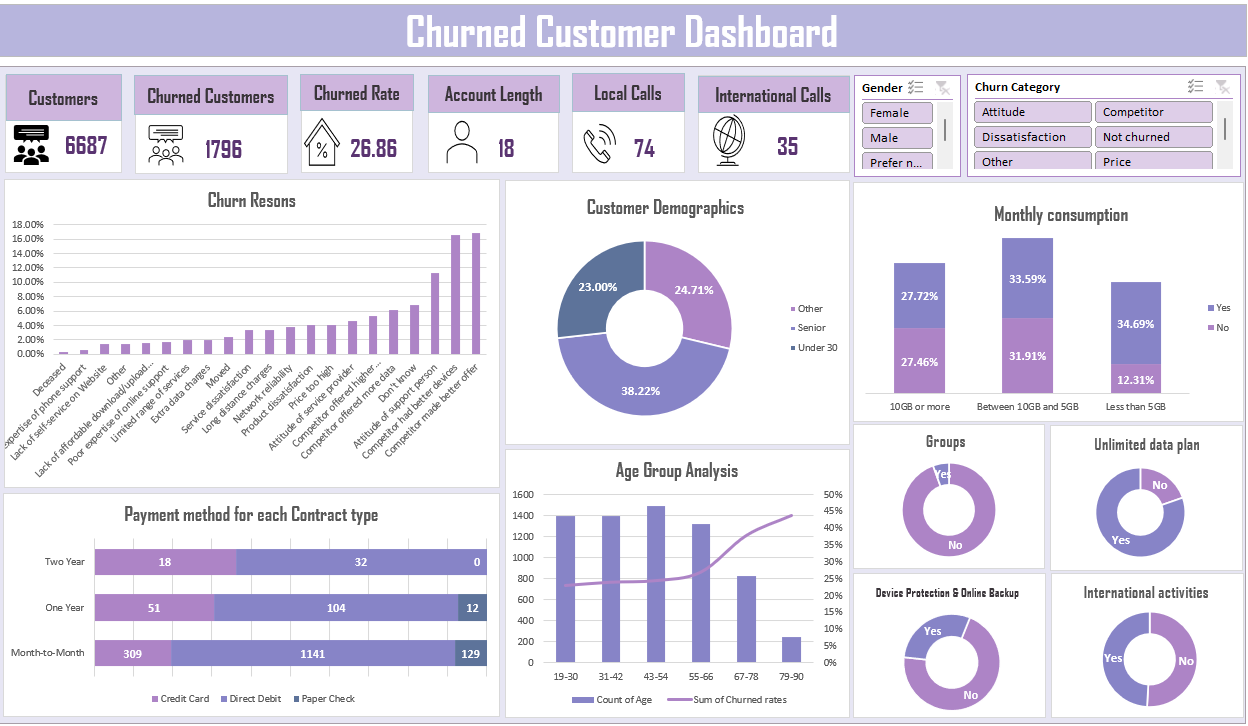 Churned Customer Dashboard
Customers
6687
Churned Customers
1796
Churned Rate
%
26.86
Account Length
18
Local Calls
74
International Calls
35
Gender
Female
Male
Prefer n...
Churn Category
Attitude
Competitor
Dissatisfaction
Not churned
Other
Price
Churn Resons
18.00%
16.00%
14.00%
12.00%
10.00%
8.00%
6.00%
4.00%
2.00%
0.00%
Deceased
expertise of phone support
Lack of self-service on Website
Other
Lack of affordable download/upload...
Poor expertise of online support
Limited range of services
Extra data charges
Moved
Service dissatisfaction
Long distance charges
Network reliability
Product dissatisfaction
Price too high
Attitude of service provider
Competitor offered higher...
Competitor offered more data
Don't know
Attitude of support person
Competitor had better devices
Competitor made better offer
Customer Demographics
23.00%
24.71%
38.22%
Other
Senior
Under 30
Monthly consumption
27.72%
27.46%
33.59%
31.91%
34.69%
12.31%
10GB or more
Between 10GB and 5GB
Less than 5GB
Yes
No
Payment method for each Contract type
Two Year
18
32
0
One Year
51
104
12
Month-to-Month
309
1141
129
Credit Card
Direct Debit
Paper Check
Age Group Analysis
1600
1400
1200
1000
800
600
400
200
0
50%
45%
40%
35%
30%
25%
20%
15%
10%
5%
0%
19-30
31-42
43-54
55-66
67-78
79-90
Count of Age
Sum of Churned rates
Groups
Yes
No
Unlimited data plan
No
Yes
Device Protection & Online Backup
Yes
No
International activities
Yes
No